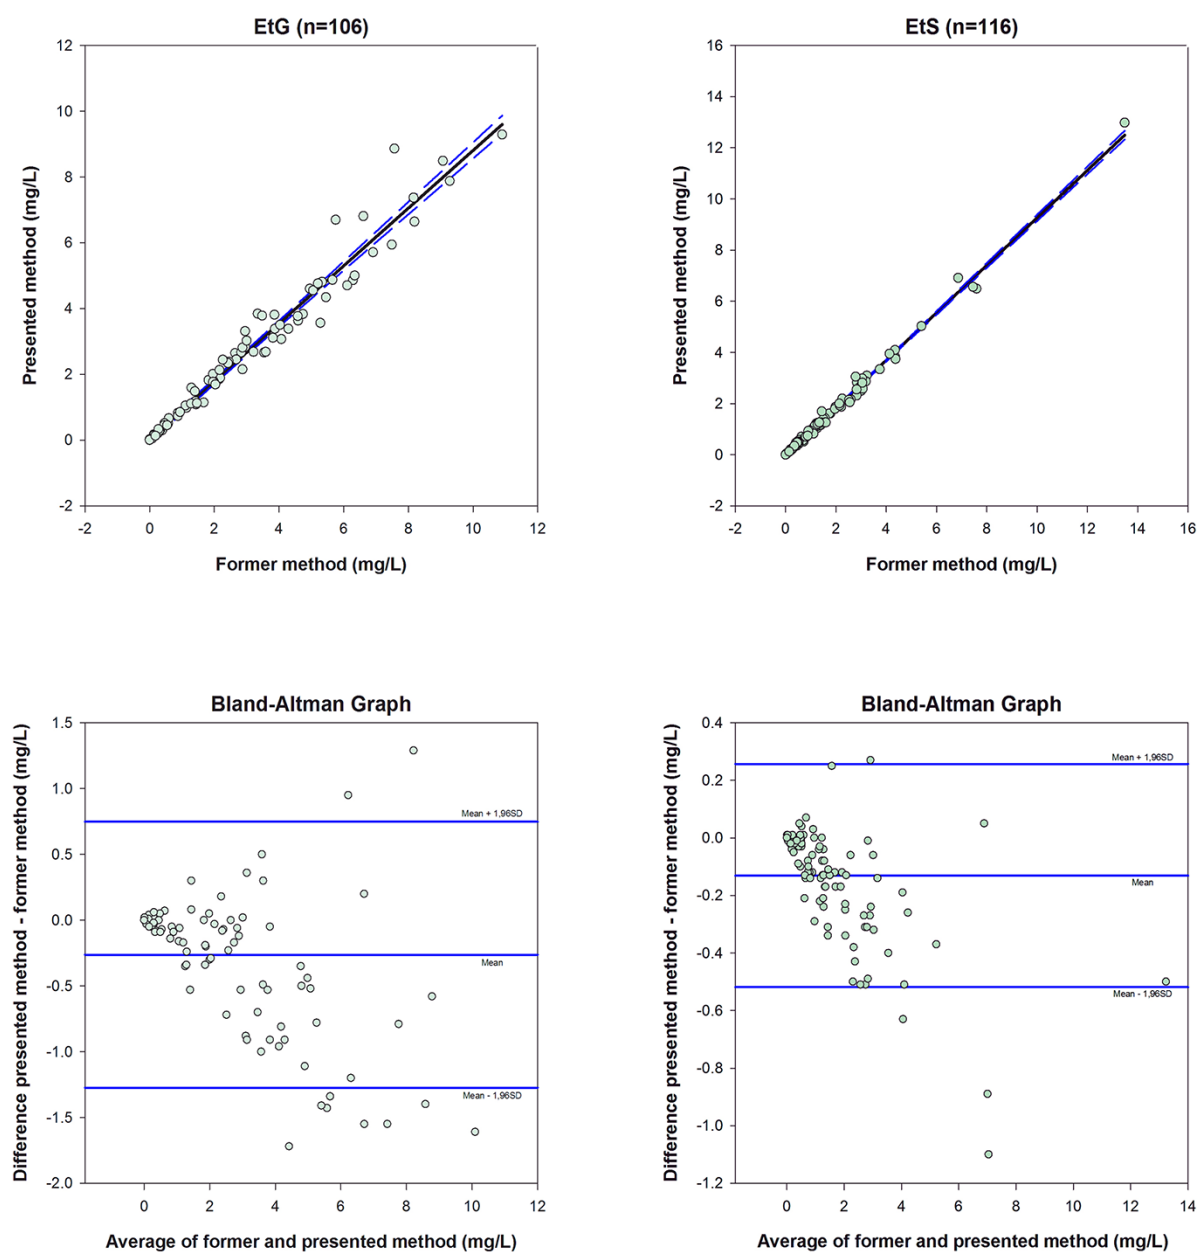 EtG (n=106)
12
10
8
6
4
2
0
-2
-2 0 2 4 6 8 10 12
Presented method (mg/L)
Former method (mg/L)
EtS (n=116)
16
14
12
10
8
6
4
2
0
-2
-2 0 2 4 6 8 10 12 14 16
Presented method (mg/L)
Former method (mg/L)
Bland-Altman Graph
1.5
1.0
0.5
0.0
-0.5
-1.0
-1.5
-2.0
Mean + 1,96SD
Mean
Mean - 1,96SD
0 2 4 6 8 10 12
Difference presented method - former method (mg/L)
Average of former and presented method (mg/L)
Bland-Altman Graph
0.4
0.2
0.0
-0.2
-0.4
-0.6
-0.8
-1.0
-1.2
Mean + 1,96SD
Mean
Mean - 1,96SD
0 2 4 6 8 10 12 14
Difference presented method - former method (mg/L)
Average of former and presented method (mg/L)